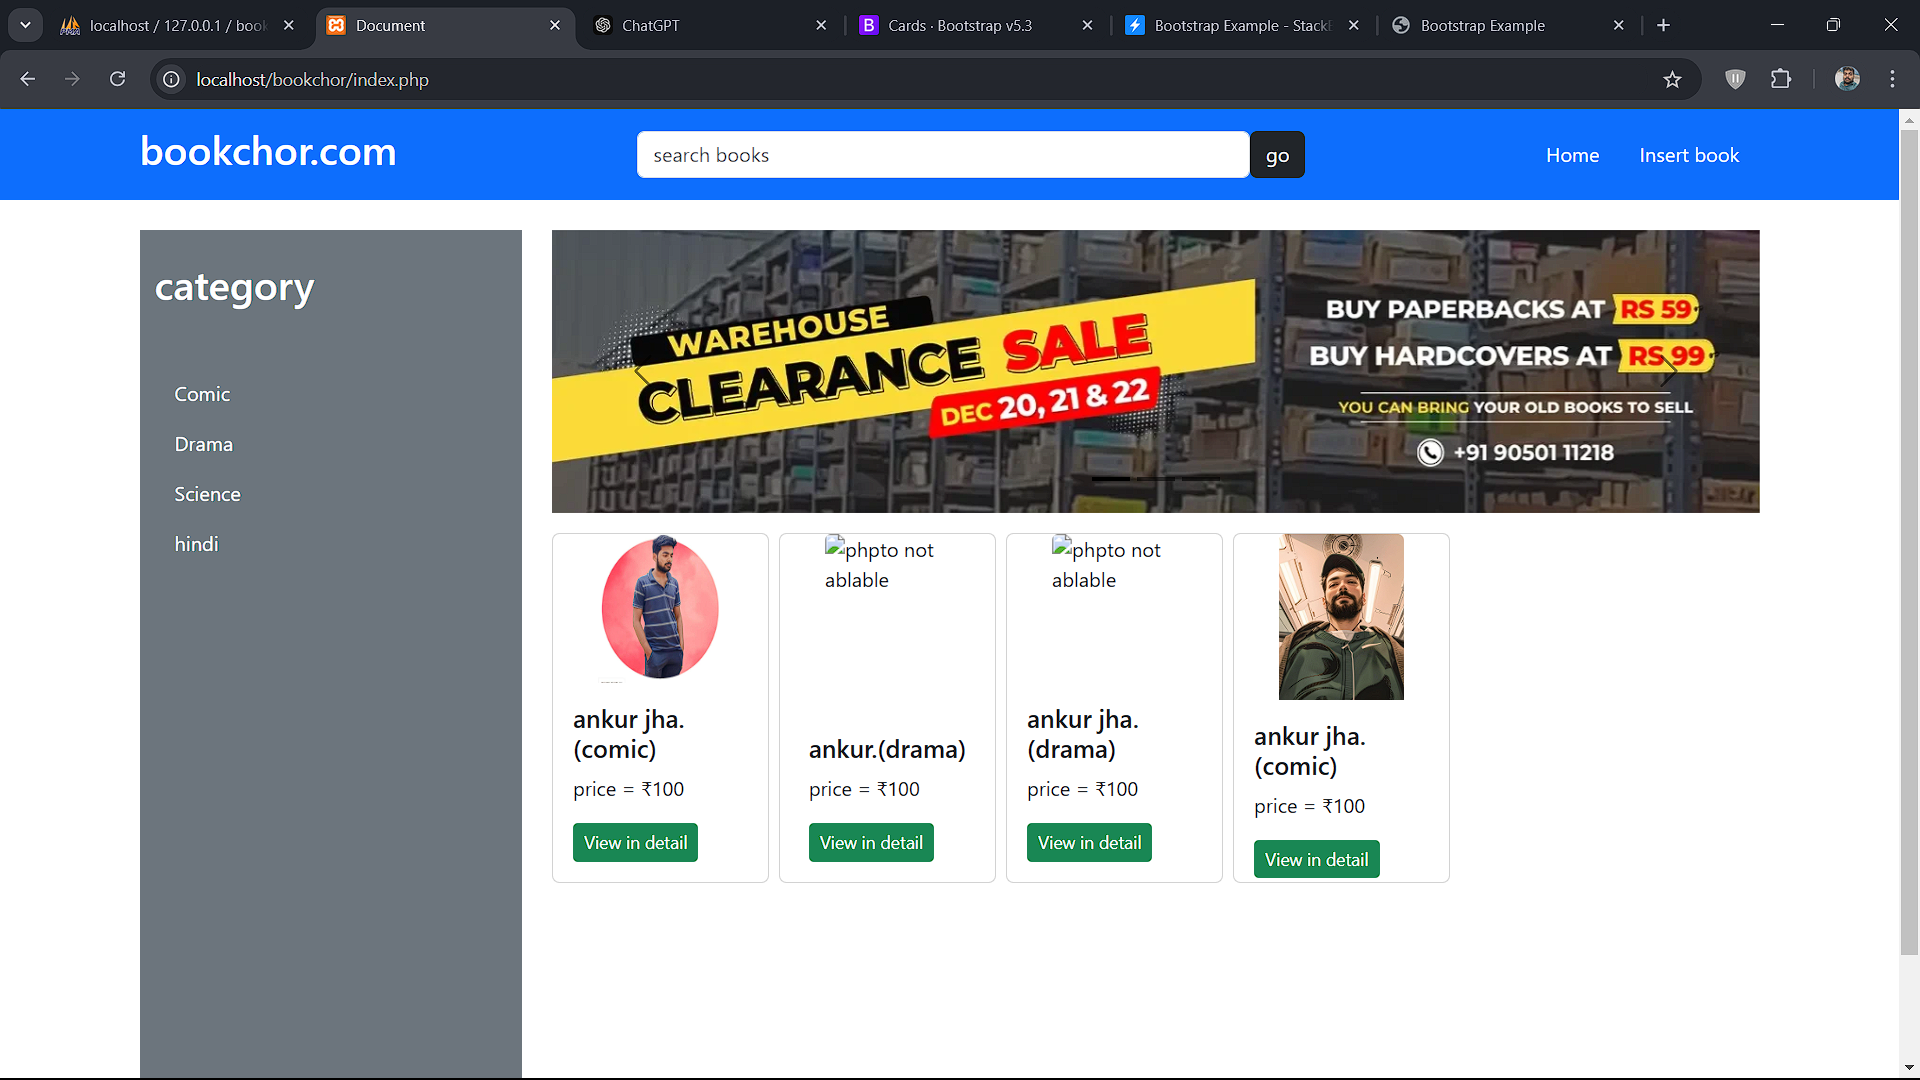 localhost / 127.0.0.1 / book
Document
ChatGPT
Cards · Bootstrap v5.3
Bootstrap Example - Stack
Bootstrap Example
localhost/bookchor/index.php
bookchor.com
search books
go
Home
Insert book
category
Comic
Drama
Science
hindi
WAREHOUSE
CLEARANCE SALE
DEC 20, 21 & 22
BUY PAPERBACKS AT RS 59
BUY HARDCOVERS AT RS 99
YOU CAN BRING YOUR OLD BOOKS TO SELL
+91 90501 11218
ankur jha.
(comic)
price = ₹100
View in detail
phpto not
ablable
ankur.(drama)
price = ₹100
View in detail
phpto not
ablable
ankur jha.
(drama)
price = ₹100
View in detail
ankur jha.
(comic)
price = ₹100
View in detail